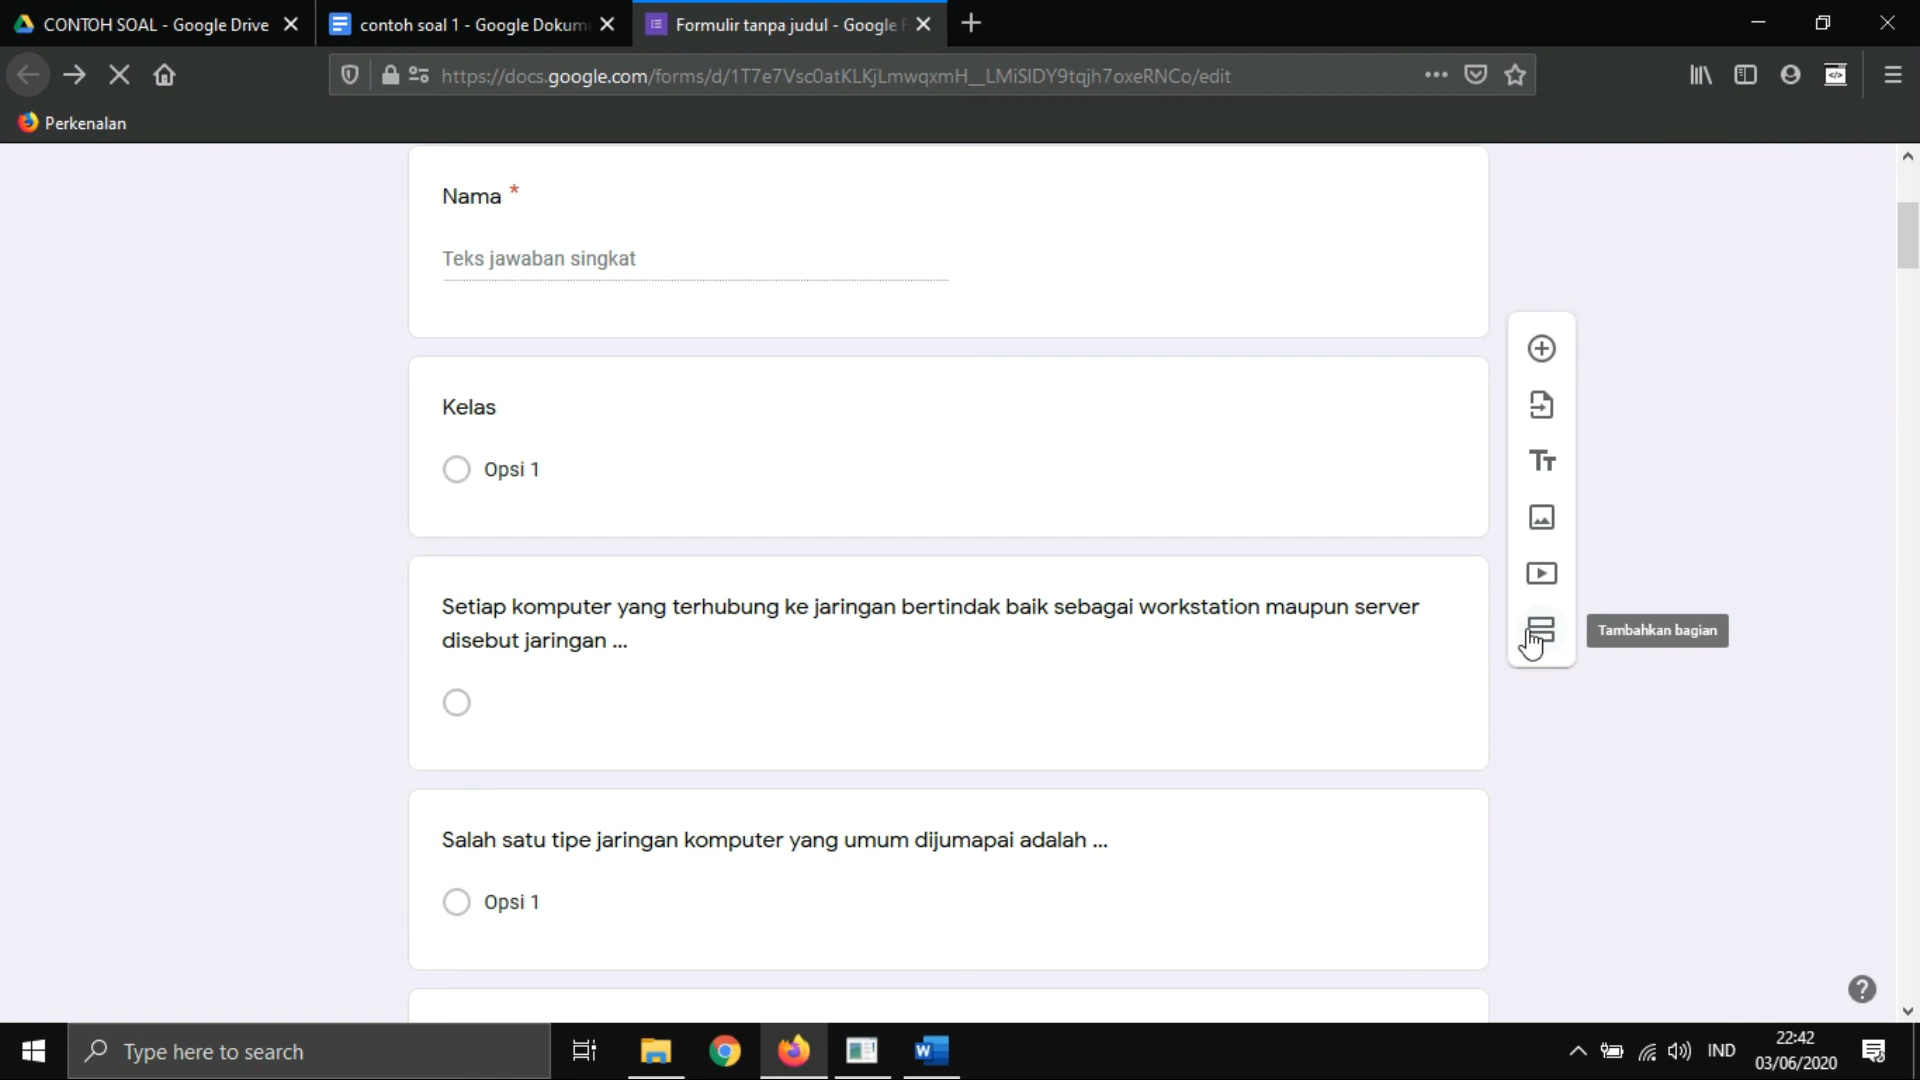 CONTOH SOAL - Google Drive
contoh soal 1 - Google Dokum
Formulir tanpa judul - Google F
https://docs.google.com/forms/d/1T7e7Vsc0atKLKjLmwqxmH__LMiSIDY9tqjh7oxeRNCo/edit
Perkenalan
Nama *
Teks jawaban singkat
Kelas
Opsi 1
Setiap komputer yang terhubung ke jaringan bertindak baik sebagai workstation maupun server
disebut jaringan ...
Tambahkan bagian
Salah satu tipe jaringan komputer yang umum dijumapai adalah ...
Opsi 1
Type here to search
IND
22:42
03/06/2020